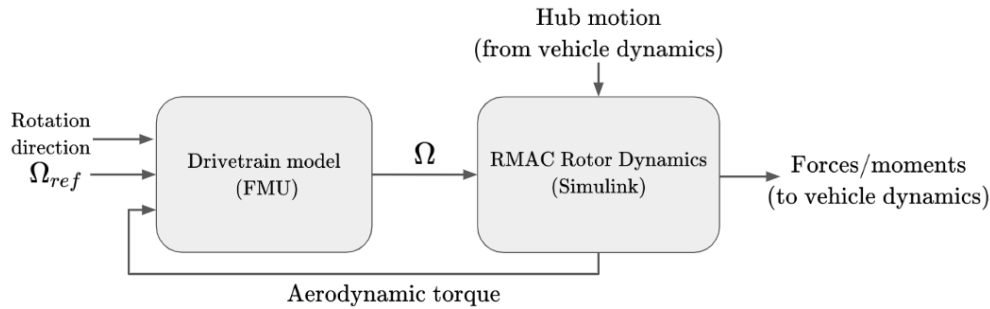 Hub motion
(from vehicle dynamics)
Rotation
direction
Ω_ref
Drivetrain model
(FMU)
Ω
RMAC Rotor Dynamics
(Simulink)
Forces/moments
(to vehicle dynamics)
Aerodynamic torque